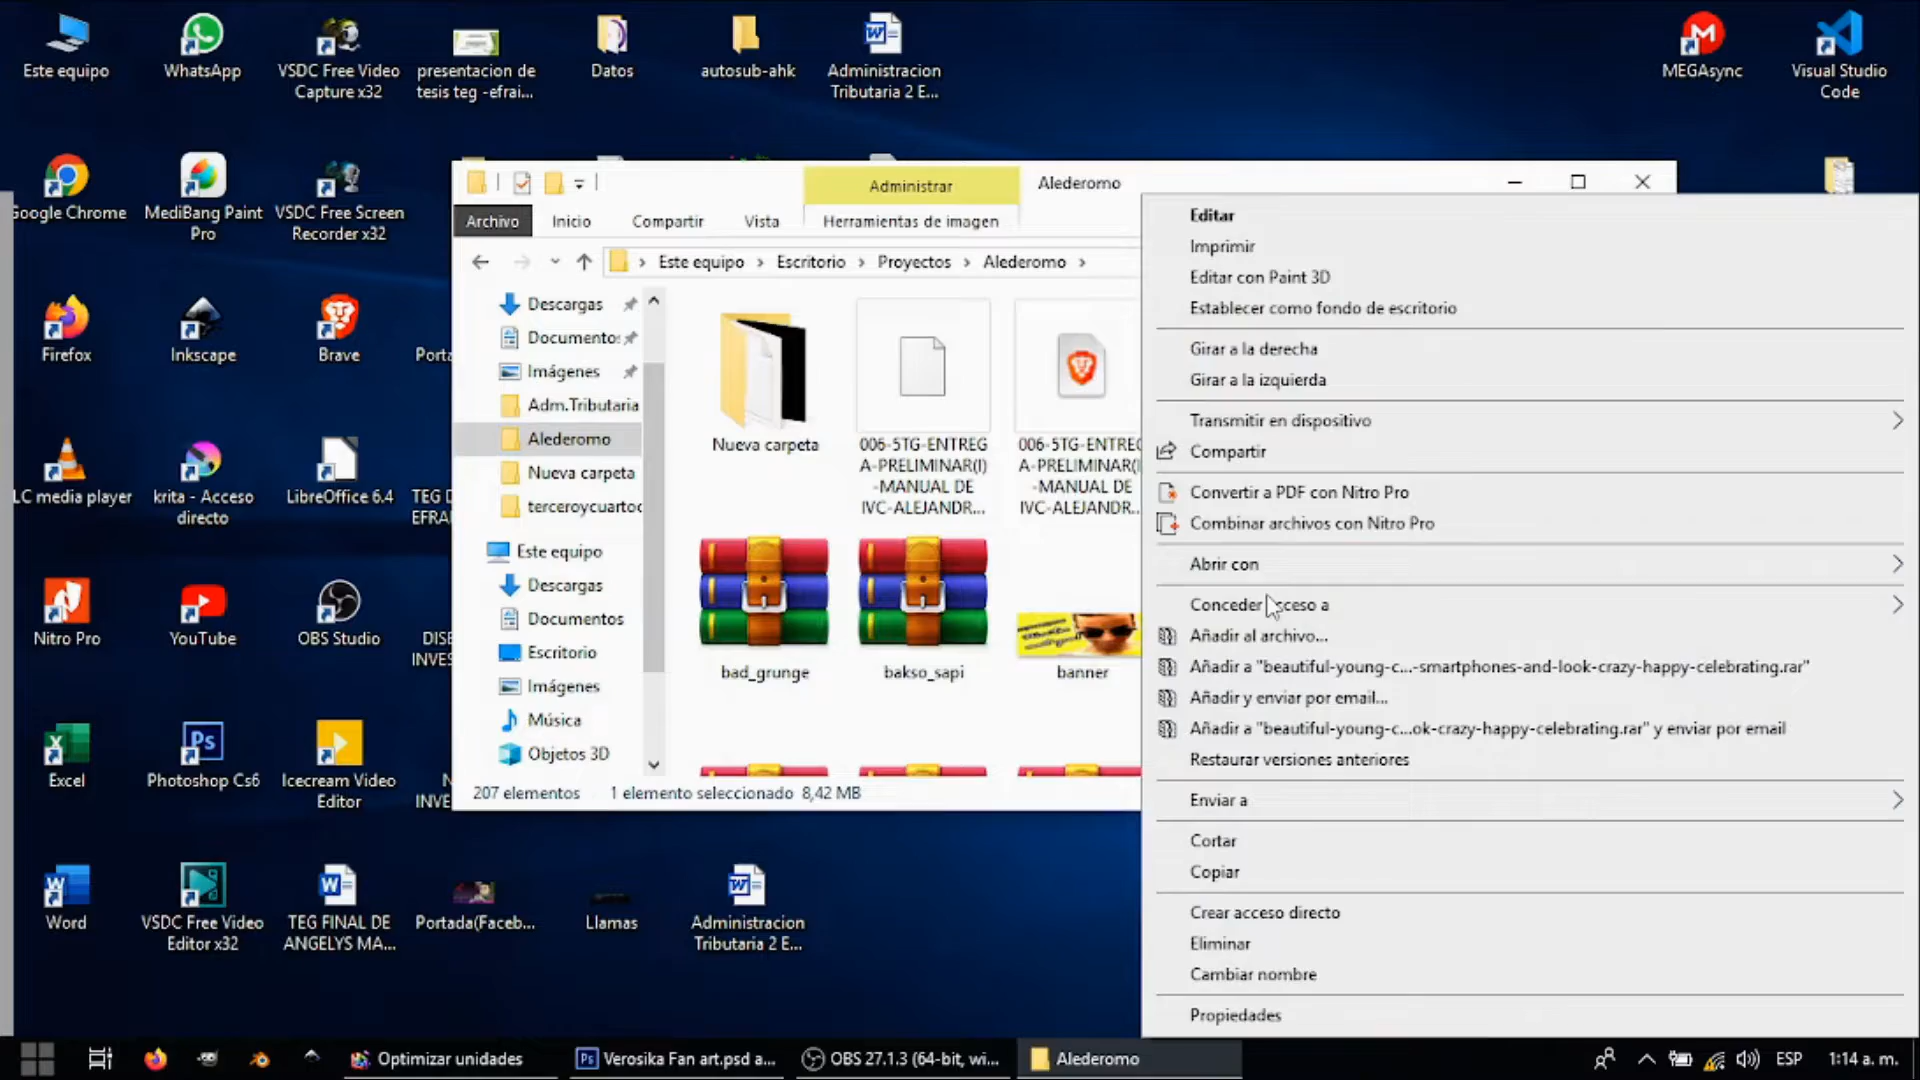 Este equipo
WhatsApp
VSDC Free Video
Capture x32
presentacion de
tesis teg -efrai...
Datos
autosub-ahk
Administracion
Tributaria 2 E...
MEGAsync
Visual Studio
Code
Google Chrome
MediBang Paint
Pro
VSDC Free Screen
Recorder x32
Firefox
Inkscape
Brave
Porta
LC media player
krita - Acceso
directo
LibreOffice 6.4
TEG D
EFRAI
Nitro Pro
YouTube
OBS Studio
DISE
INVES
Excel
Photoshop Cs6
Icecream Video
Editor
N
INVE
Word
VSDC Free Video
Editor x32
TEG FINAL DE
ANGELYS MA...
Portada(Faceb...
Llamas
Administracion
Tributaria 2 E...
Administrar
Alederomo
Archivo
Inicio
Compartir
Vista
Herramientas de imagen
Este equipo
Escritorio
Proyectos
Alederomo
Descargas
Documentos
Imágenes
Adm.Tributaria
Alederomo
Nueva carpeta
terceroycuartoc
Este equipo
Descargas
Documentos
Escritorio
Imágenes
Música
Objetos 3D
Nueva carpeta
006-5TG-ENTREG
A-PRELIMINAR(I)
-MANUAL DE
IVC-ALEJANDR...
006-5TG-ENTREG
A-PRELIMINAR(I
-MANUAL DE
IVC-ALEJANDR...
bad_grunge
bakso_sapi
banner
207 elementos
1 elemento seleccionado 8,42 MB
Editar
Imprimir
Editar con Paint 3D
Establecer como fondo de escritorio
Girar a la derecha
Girar a la izquierda
Transmitir en dispositivo
Compartir
Convertir a PDF con Nitro Pro
Combinar archivos con Nitro Pro
Abrir con
Conceder acceso a
Añadir al archivo...
Añadir a "beautiful-young-c...-smartphones-and-look-crazy-happy-celebrating.rar"
Añadir y enviar por email...
Añadir a "beautiful-young-c...ok-crazy-happy-celebrating.rar" y enviar por email
Restaurar versiones anteriores
Enviar a
Cortar
Copiar
Crear acceso directo
Eliminar
Cambiar nombre
Propiedades
Optimizar unidades
Verosika Fan art.psd a...
OBS 27.1.3 (64-bit, wi...
Alederomo
ESP
1:14 a. m.